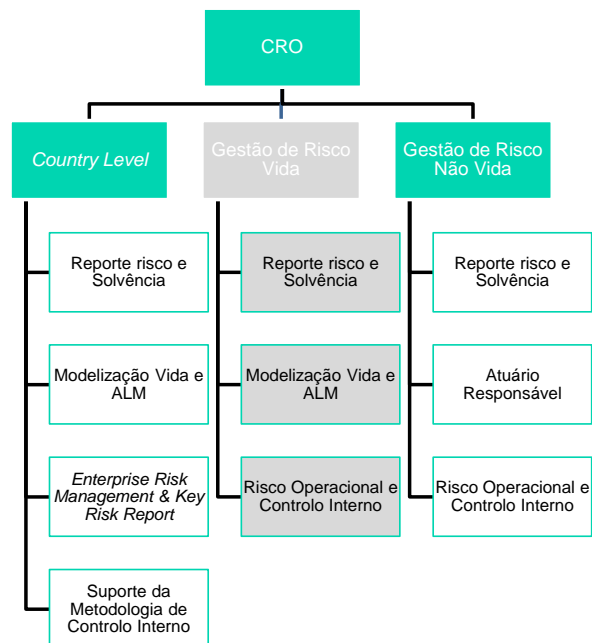 CRO
Country Level
Gestão de Risco
Vida
Gestão de Risco
Não Vida
Reporte risco e
Solvência
Reporte risco e
Solvência
Reporte risco e
Solvência
Modelização Vida e
ALM
Modelização Vida e
ALM
Atuário
Responsável
Enterprise Risk
Management & Key
Risk Report
Risco Operacional e
Controlo Interno
Risco Operacional e
Controlo Interno
Suporte da
Metodologia de
Controlo Interno